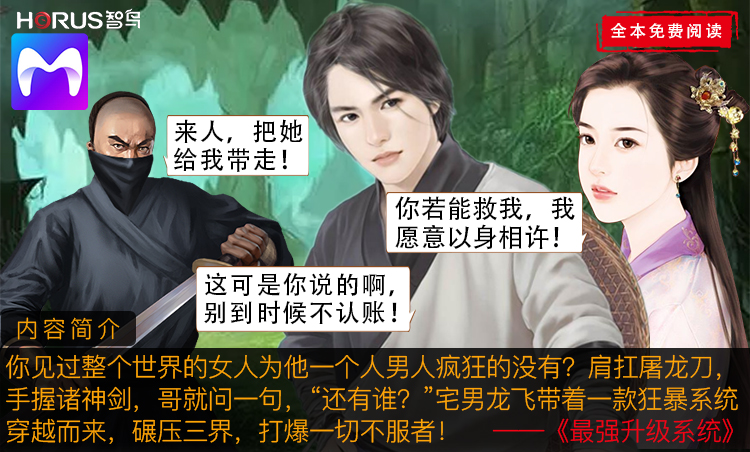 HORUS智鸟
全本免费阅读
来人，把她
给我带走！
你若能救我，我
愿意以身相许！
这可是你说的啊，
别到时候不认账！
内容简介
你见过整个世界的女人为他一个人男人疯狂的没有？肩扛屠龙刀，
手握诸神剑，哥就问一句，“还有谁？”宅男龙飞带着一款狂暴系统
穿越而来，碾压三界，打爆一切不服者！ ——《最强升级系统》